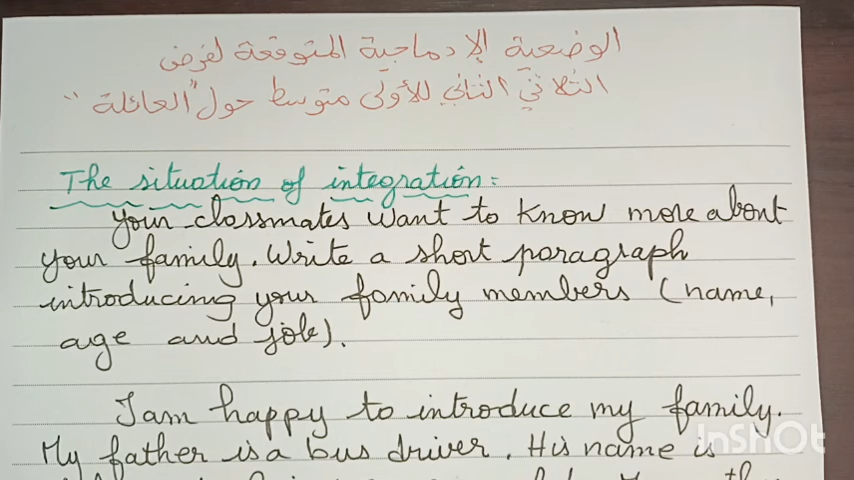 الوضعية الإدماجية المتوقعة لفرض
الثلاثي الثاني للأولى متوسط حول "العائلة"
The situation of integration:
Your classmates want to know more about
your family. Write a short paragraph
introducing your family members (name,
age and job).
I am happy to introduce my family.
My father is a bus driver. His name is
InShOt